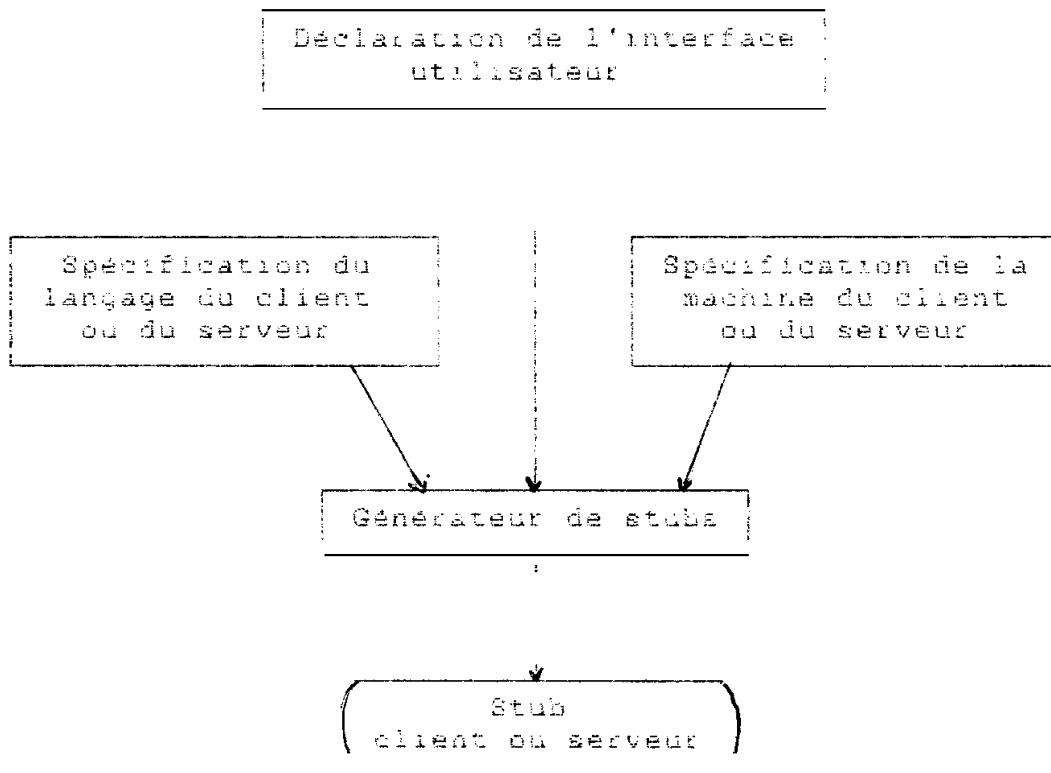 Déclaration de l'interface
utilisateur
Spécification du
langage du client
ou du serveur
Spécification de la
machine du client
ou du serveur
Générateur de stubs
Stub
client ou serveur